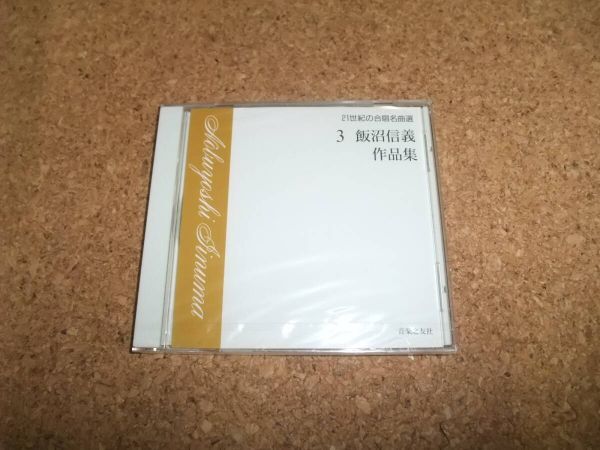 21世紀の合唱名曲選
3 飯沼信義
作品集
Nobuyoshi Iinuma
音楽之友社